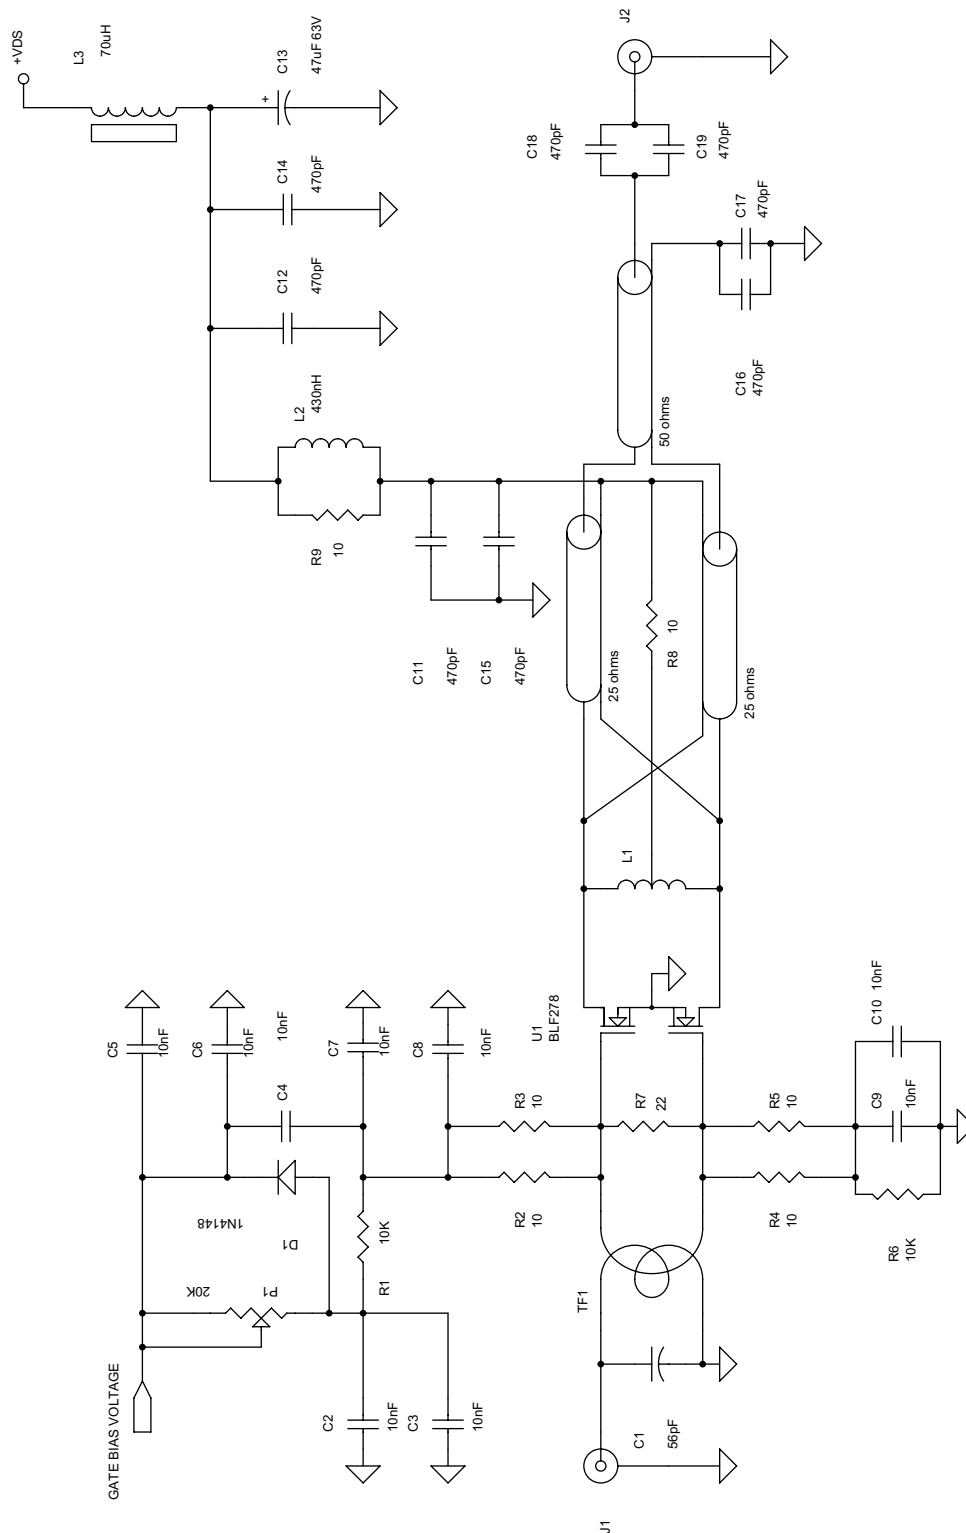 +VDS
L3
70uH
C13
47uF 63V
+
C14
470pF
C12
470pF
L2
430nH
R9
10
C11
470pF
C15
470pF
J2
C18
470pF
C19
470pF
C17
470pF
C16
470pF
50 ohms
25 ohms
R8
10
25 ohms
L1
U1
BLF278
C5
10nF
C6
10nF
10nF
C4
C7
10nF
C8
10nF
R3
10
R7
22
R5
10
R2
10
R4
10
C10
10nF
C9
10nF
R6
10K
1N4148
D1
R1
10K
20K
P1
TF1
GATE BIAS VOLTAGE
C2
10nF
C3
10nF
C1
56pF
J1